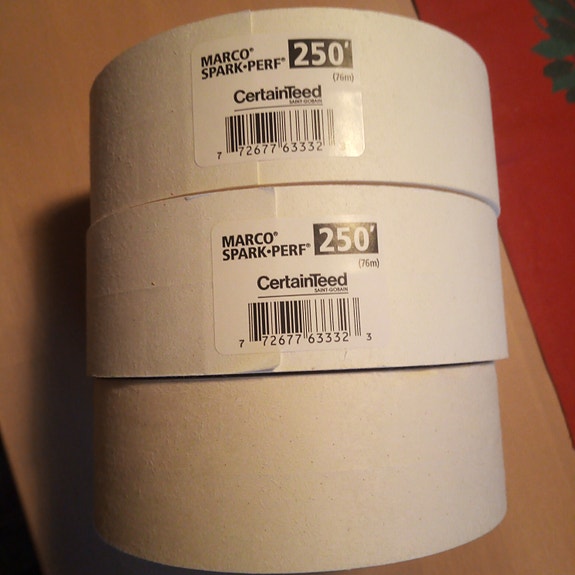 MARCO® 250'
SPARK•PERF®
(76m)
CertainTeed
SAINT-GOBAIN
7 72677 63332 3
MARCO® 250'
SPARK•PERF®
(76m)
CertainTeed
SAINT-GOBAIN
7 72677 63332 3